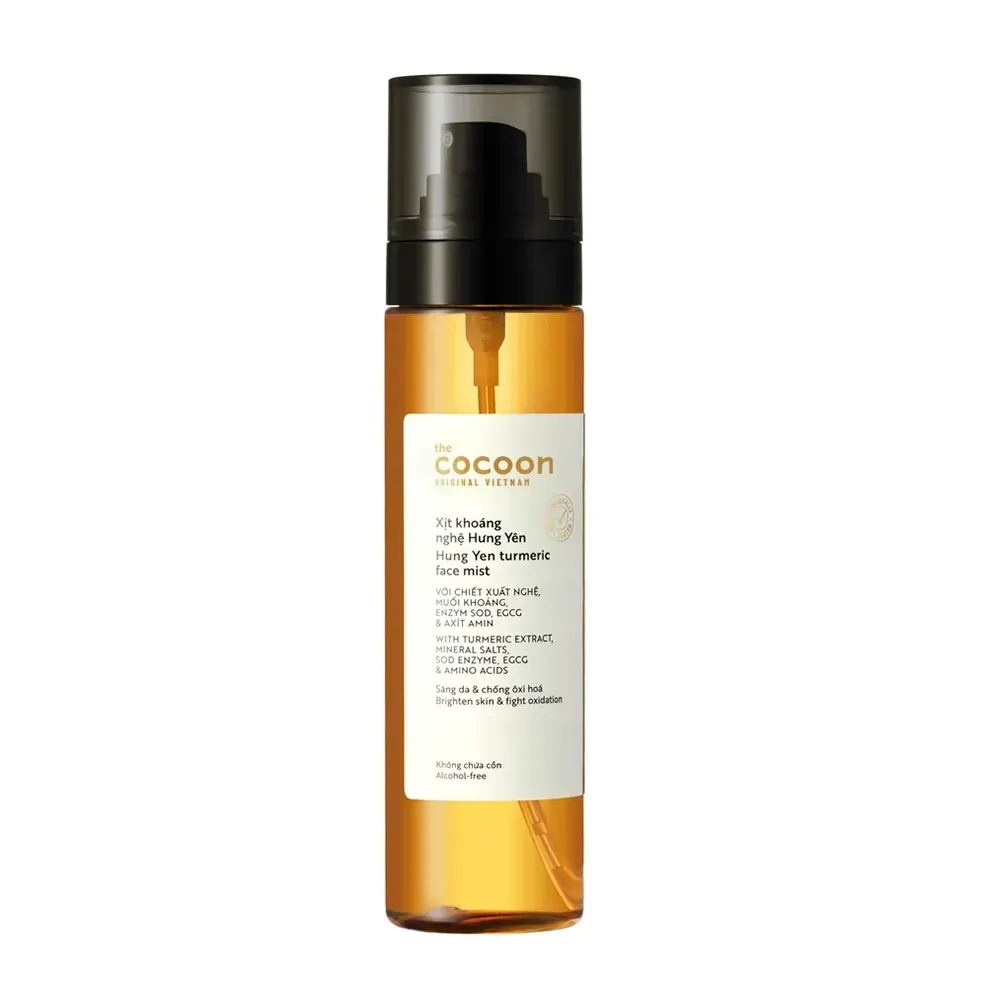 the
cocoon
ORIGINAL VIETNAM
Xịt khoáng
nghệ Hưng Yên
Hung Yen turmeric
face mist
VỚI CHIẾT XUẤT NGHỆ,
MUỐI KHOÁNG,
ENZYM SOD, EGCG
& AXÍT AMIN
WITH TURMERIC EXTRACT,
MINERAL SALTS,
SOD ENZYME, EGCG
& AMINO ACIDS
Sáng da & chống ôxi hoá
Brighten skin & fight oxidation
Không chứa cồn
Alcohol-free